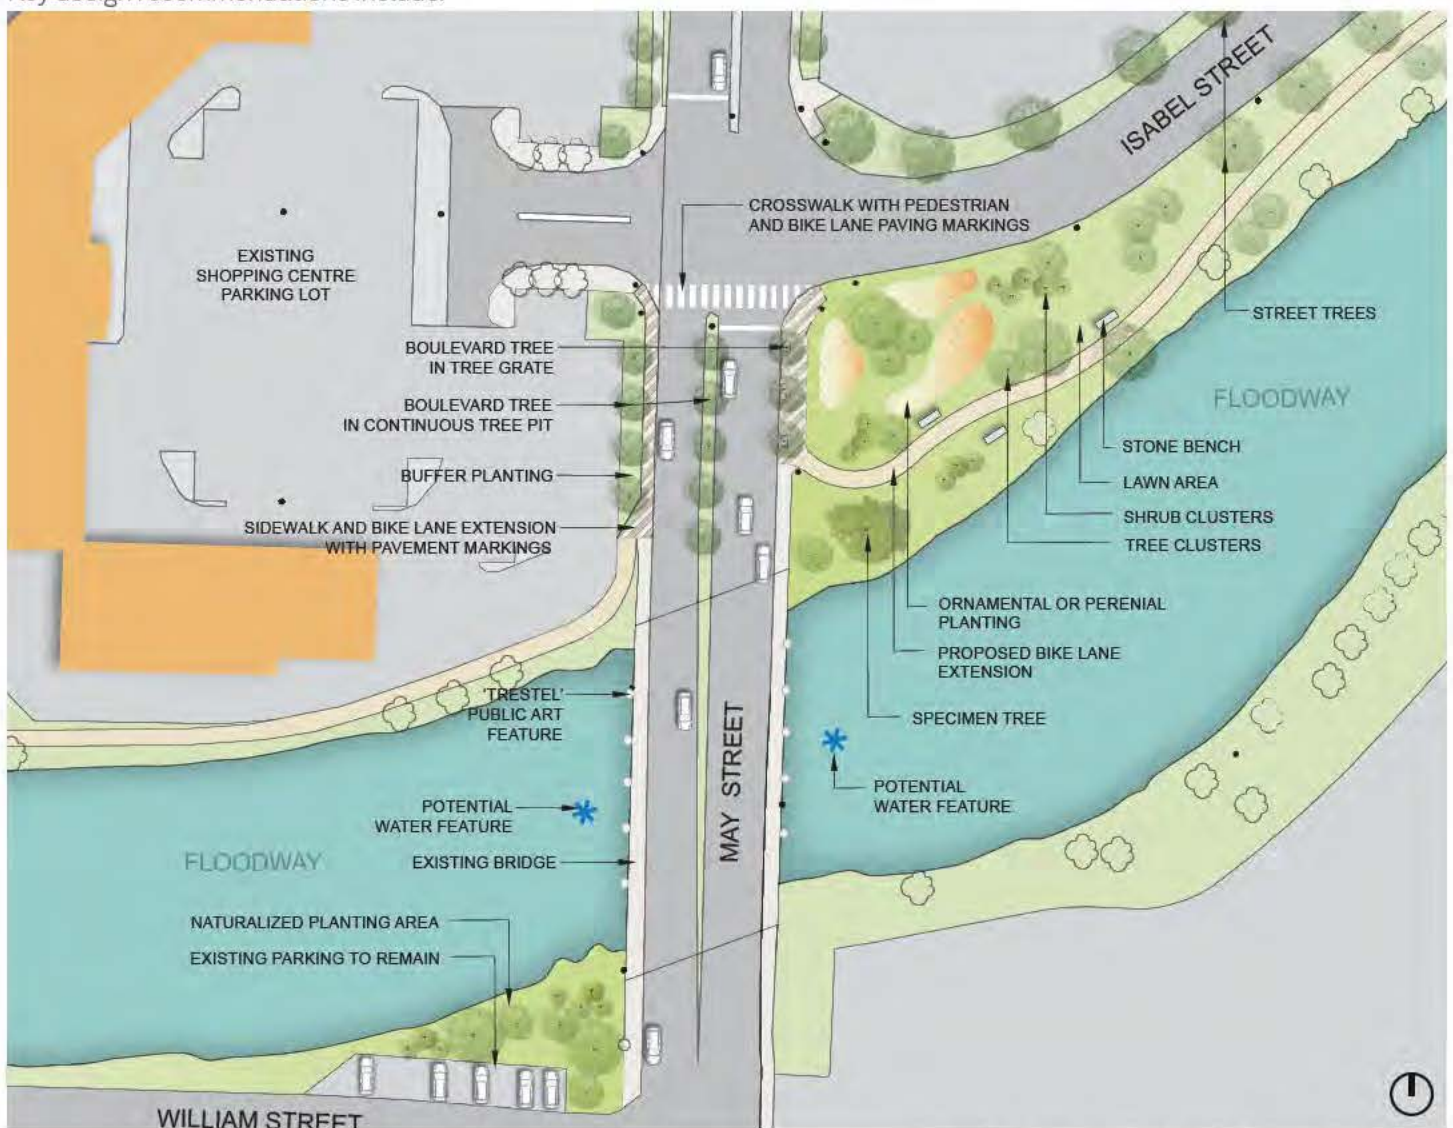 Key design recommendations include:
ISABEL STREET
CROSSWALK WITH PEDESTRIAN
AND BIKE LANE PAVING MARKINGS
EXISTING
SHOPPING CENTRE
PARKING LOT
STREET TREES
BOULEVARD TREE
IN TREE GRATE
BOULEVARD TREE
IN CONTINUOUS TREE PIT
BUFFER PLANTING
SIDEWALK AND BIKE LANE EXTENSION
WITH PAVEMENT MARKINGS
FLOODWAY
STONE BENCH
LAWN AREA
SHRUB CLUSTERS
TREE CLUSTERS
ORNAMENTAL OR PERENIAL
PLANTING
PROPOSED BIKE LANE
EXTENSION
SPECIMEN TREE
'TRESTEL'
PUBLIC ART
FEATURE
MAY STREET
POTENTIAL
WATER FEATURE
POTENTIAL
WATER FEATURE
FLOODWAY
EXISTING BRIDGE
NATURALIZED PLANTING AREA
EXISTING PARKING TO REMAIN
WILLIAM STREET